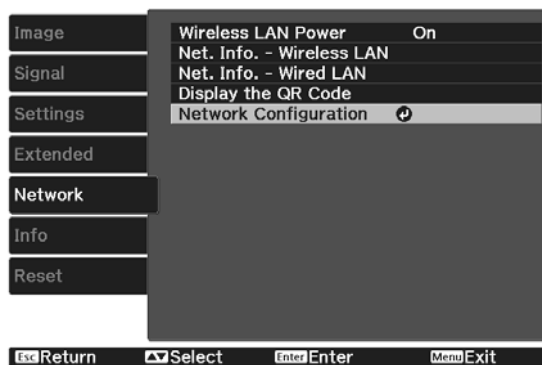 Image
Signal
Settings
Extended
Network
Info
Reset
Wireless LAN Power On
Net. Info. - Wireless LAN
Net. Info. - Wired LAN
Display the QR Code
Network Configuration
Esc Return Select Enter Enter Menu Exit